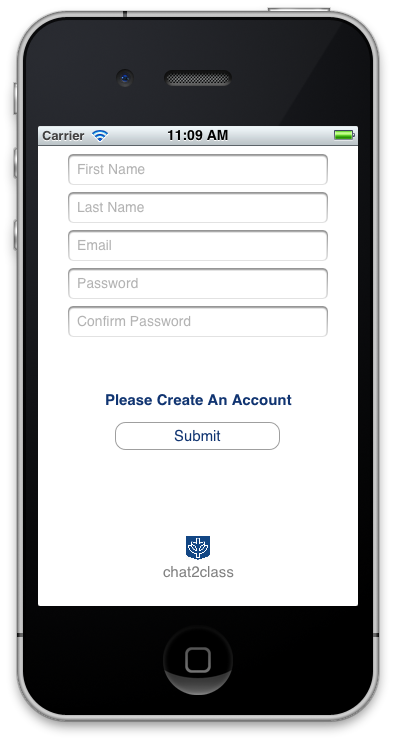 Carrier 11:09 AM
First Name
Last Name
Email
Password
Confirm Password
Please Create An Account
Submit
chat2class